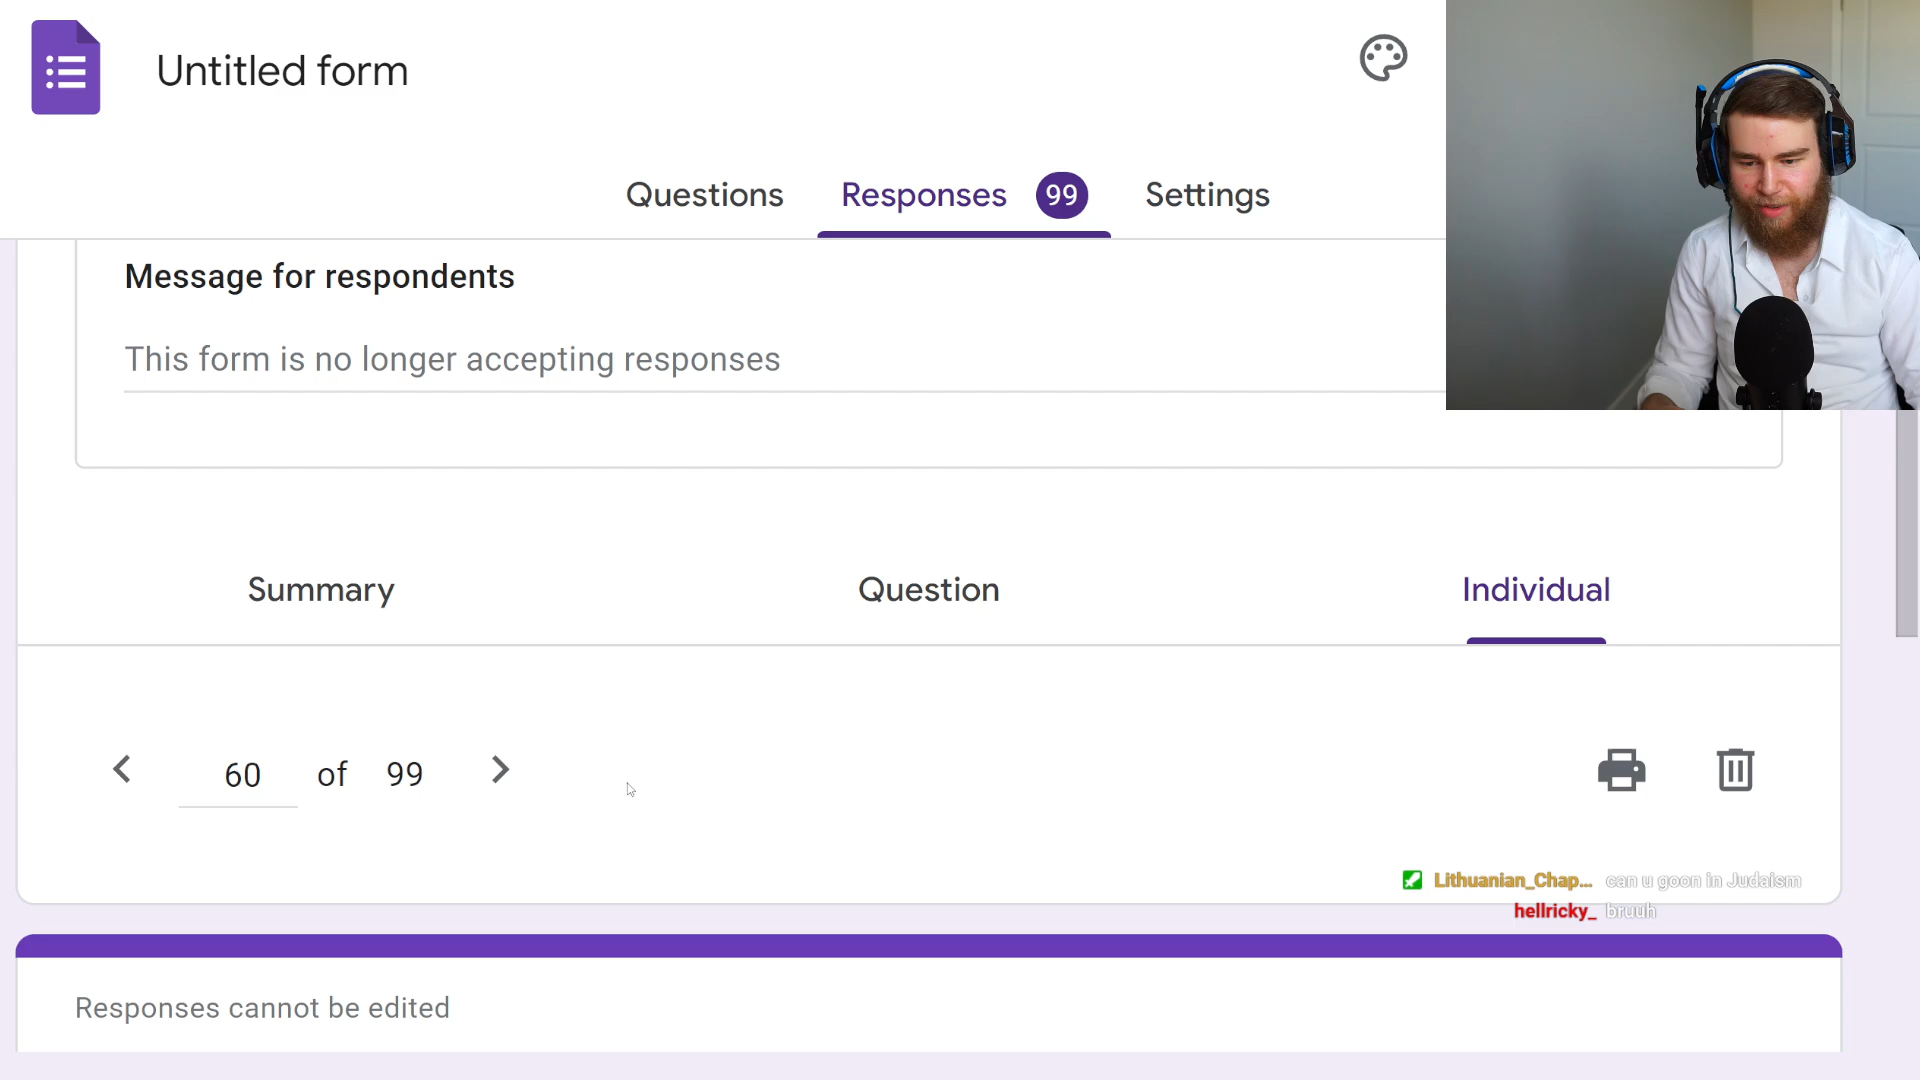 Untitled form
Questions
Responses 99
Settings
Message for respondents
This form is no longer accepting responses
Summary
Question
Individual
60 of 99
Lithuanian_Chap... can u goon in Judaism
hellricky_ bruuh
Responses cannot be edited